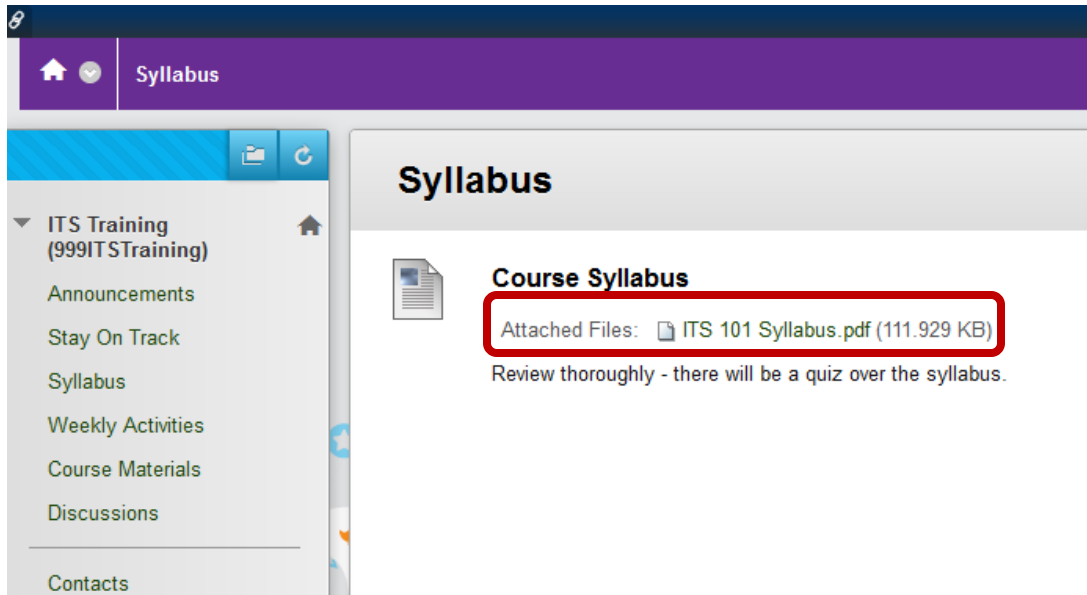 Syllabus
ITS Training
(999ITSTraining)
Announcements
Stay On Track
Syllabus
Weekly Activities
Course Materials
Discussions
Contacts
Syllabus
Course Syllabus
Attached Files: ITS 101 Syllabus.pdf (111.929 KB)
Review thoroughly - there will be a quiz over the syllabus.